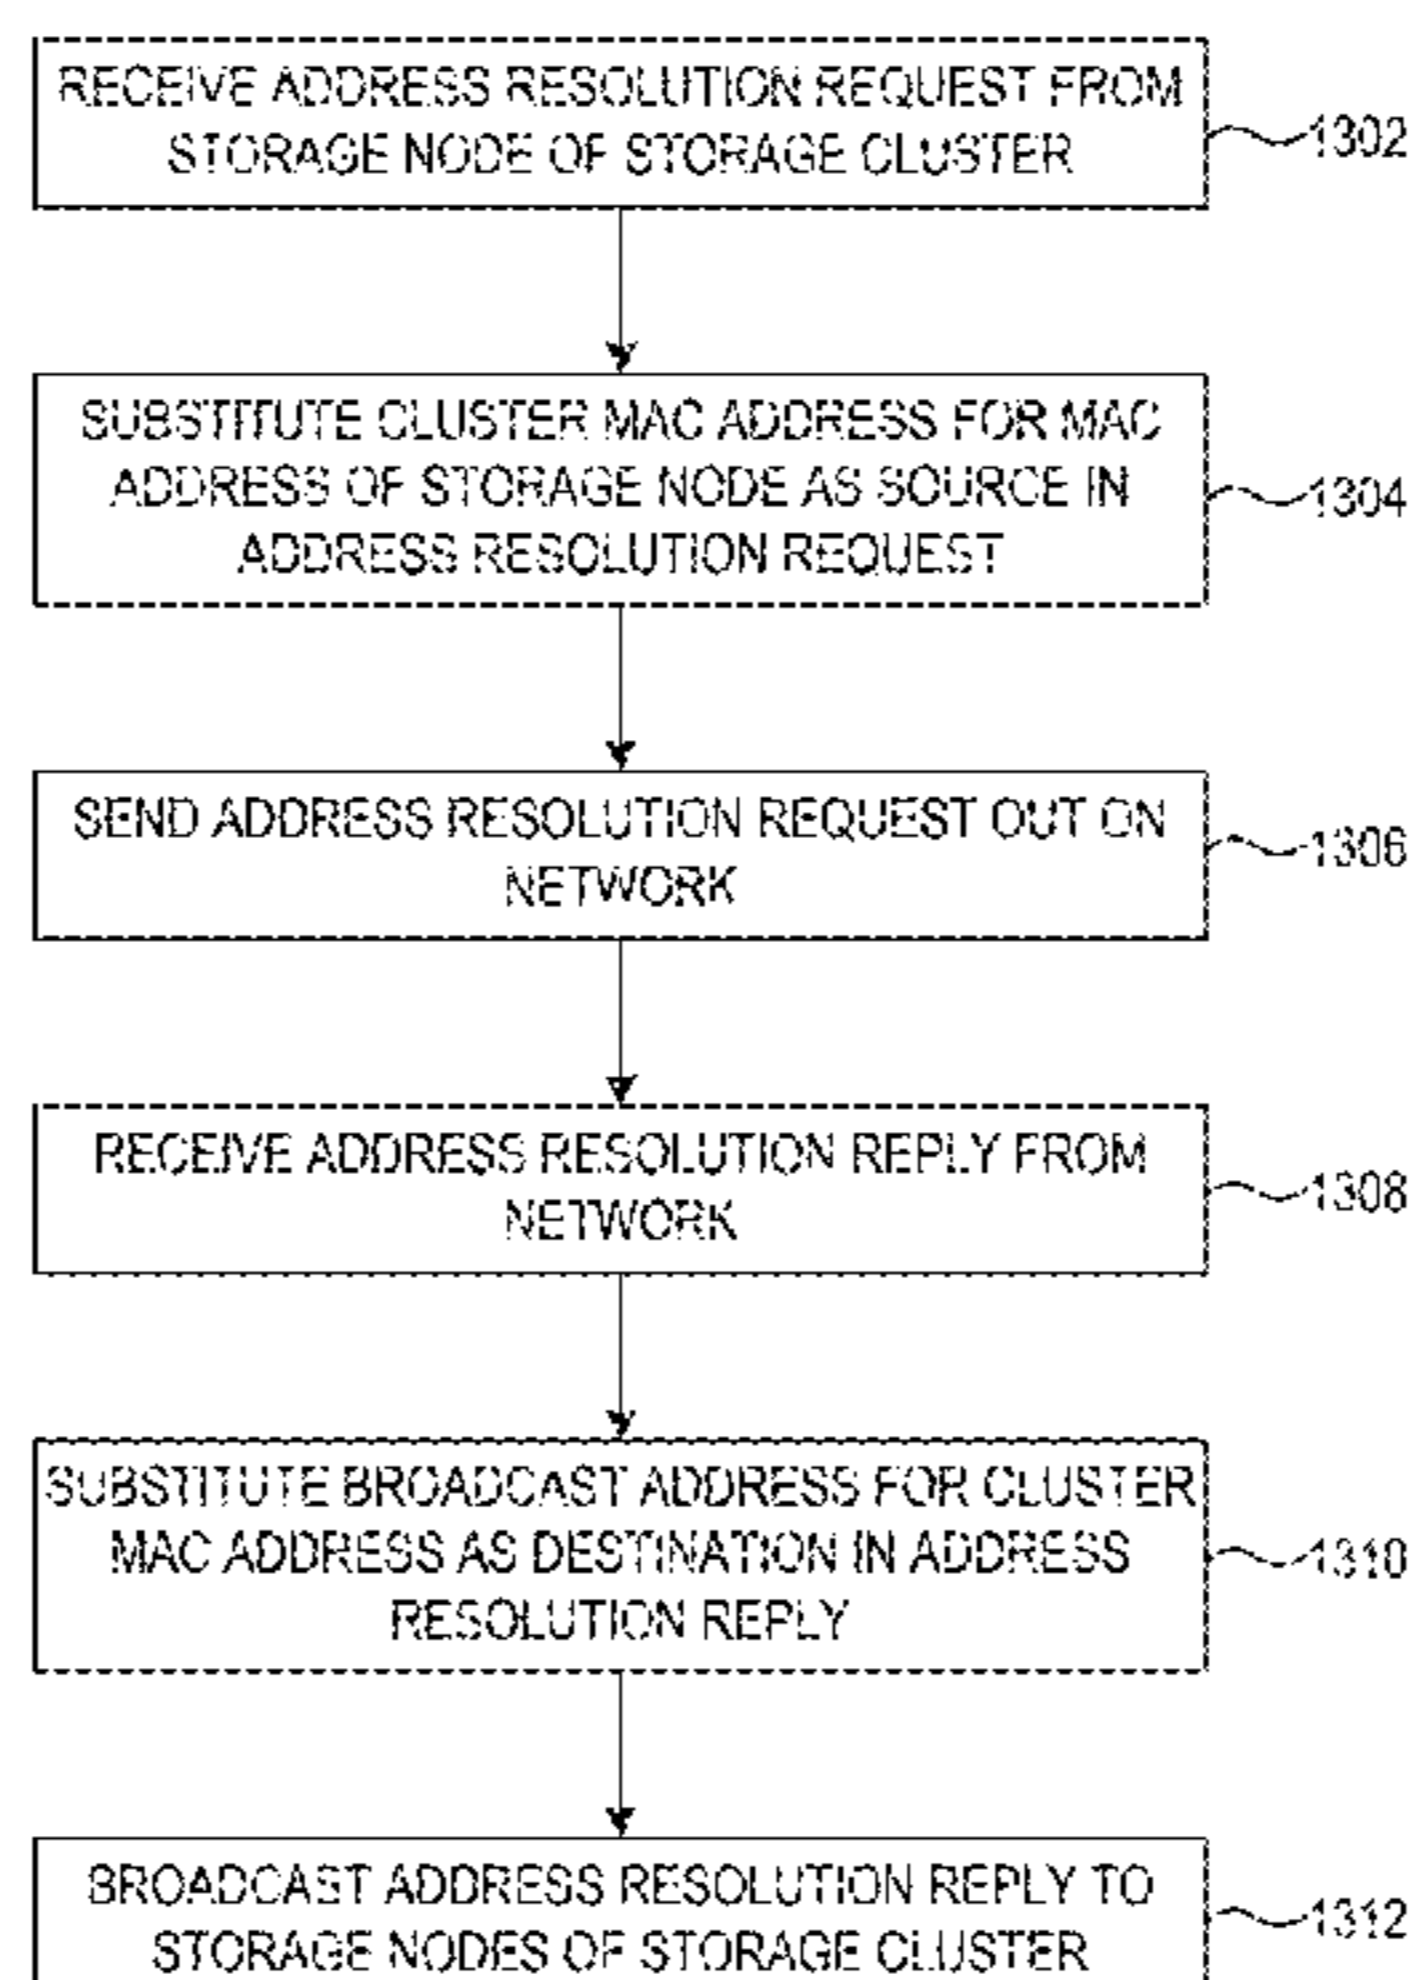 RECEIVE ADDRESS RESOLUTION REQUEST FROM
STORAGE NODE OF STORAGE CLUSTER
1302
SUBSTITUTE CLUSTER MAC ADDRESS FOR MAC
ADDRESS OF STORAGE NODE AS SOURCE IN
ADDRESS RESOLUTION REQUEST
1304
SEND ADDRESS RESOLUTION REQUEST OUT ON
NETWORK
1306
RECEIVE ADDRESS RESOLUTION REPLY FROM
NETWORK
1308
SUBSTITUTE BROADCAST ADDRESS FOR CLUSTER
MAC ADDRESS AS DESTINATION IN ADDRESS
RESOLUTION REPLY
1310
BROADCAST ADDRESS RESOLUTION REPLY TO
STORAGE NODES OF STORAGE CLUSTER
1312